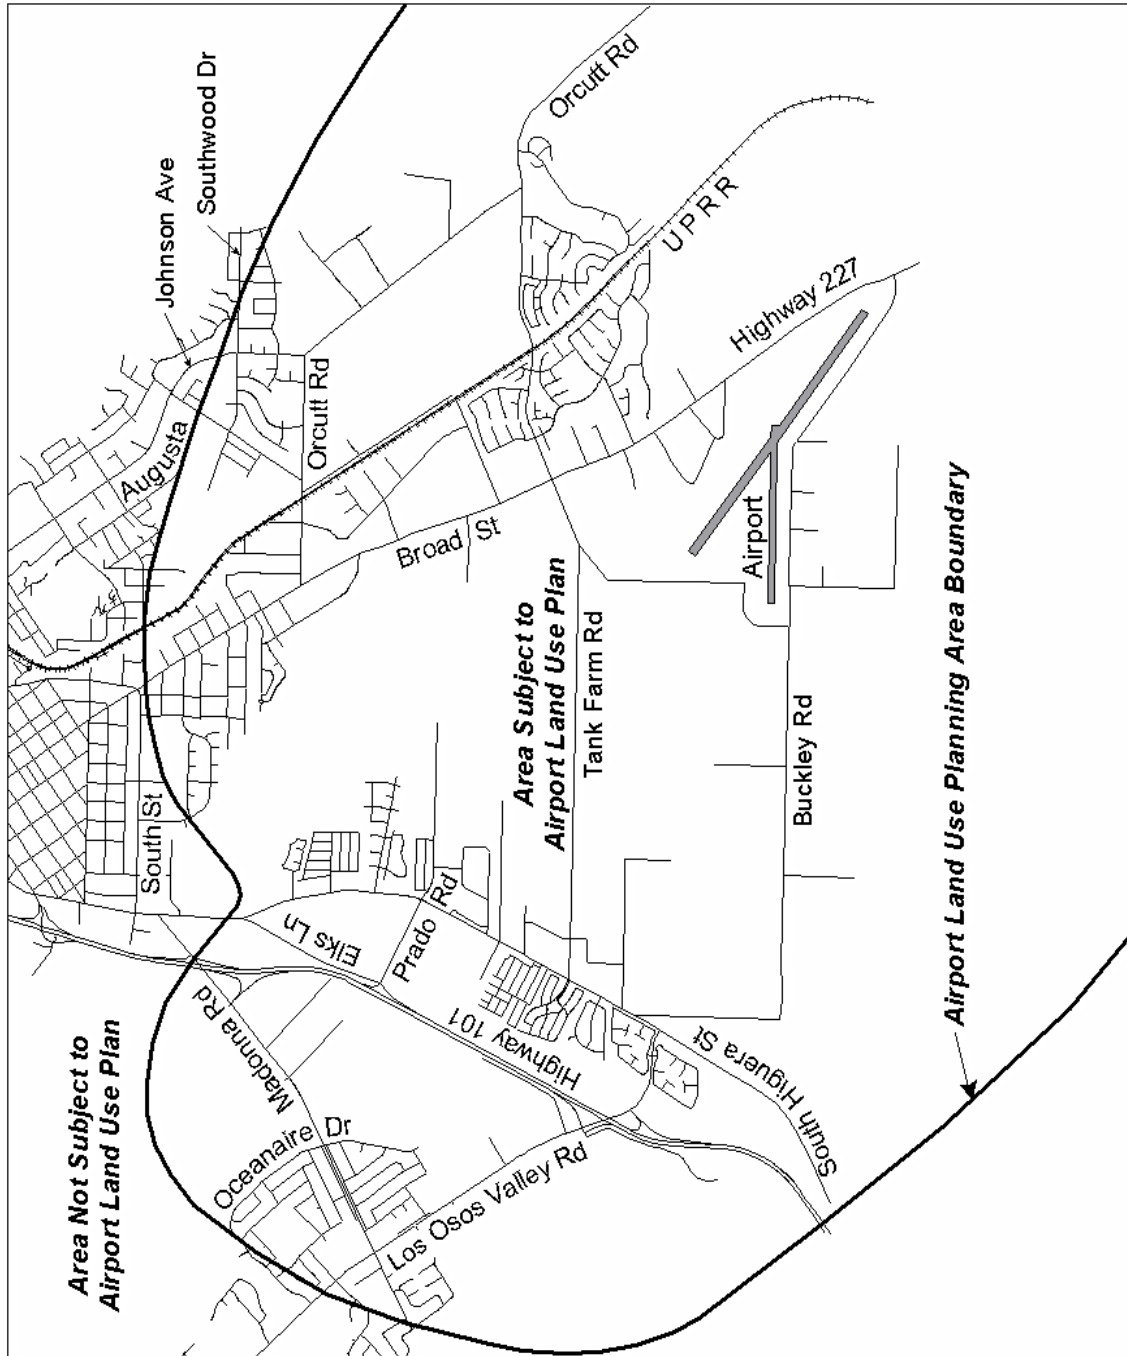 Area Not Subject to
Airport Land Use Plan
Oceanaire Dr
Madonna Rd
Los Osos Valley Rd
South St
Elks Ln
Prado Rd
Highway 101
South Higuera St
Area Subject to
Airport Land Use Plan
Tank Farm Rd
Buckley Rd
Airport Land Use Planning Area Boundary
Augusta
Johnson Ave
Southwood Dr
Orcutt Rd
Broad St
Airport
Orcutt Rd
UPRR
Highway 227